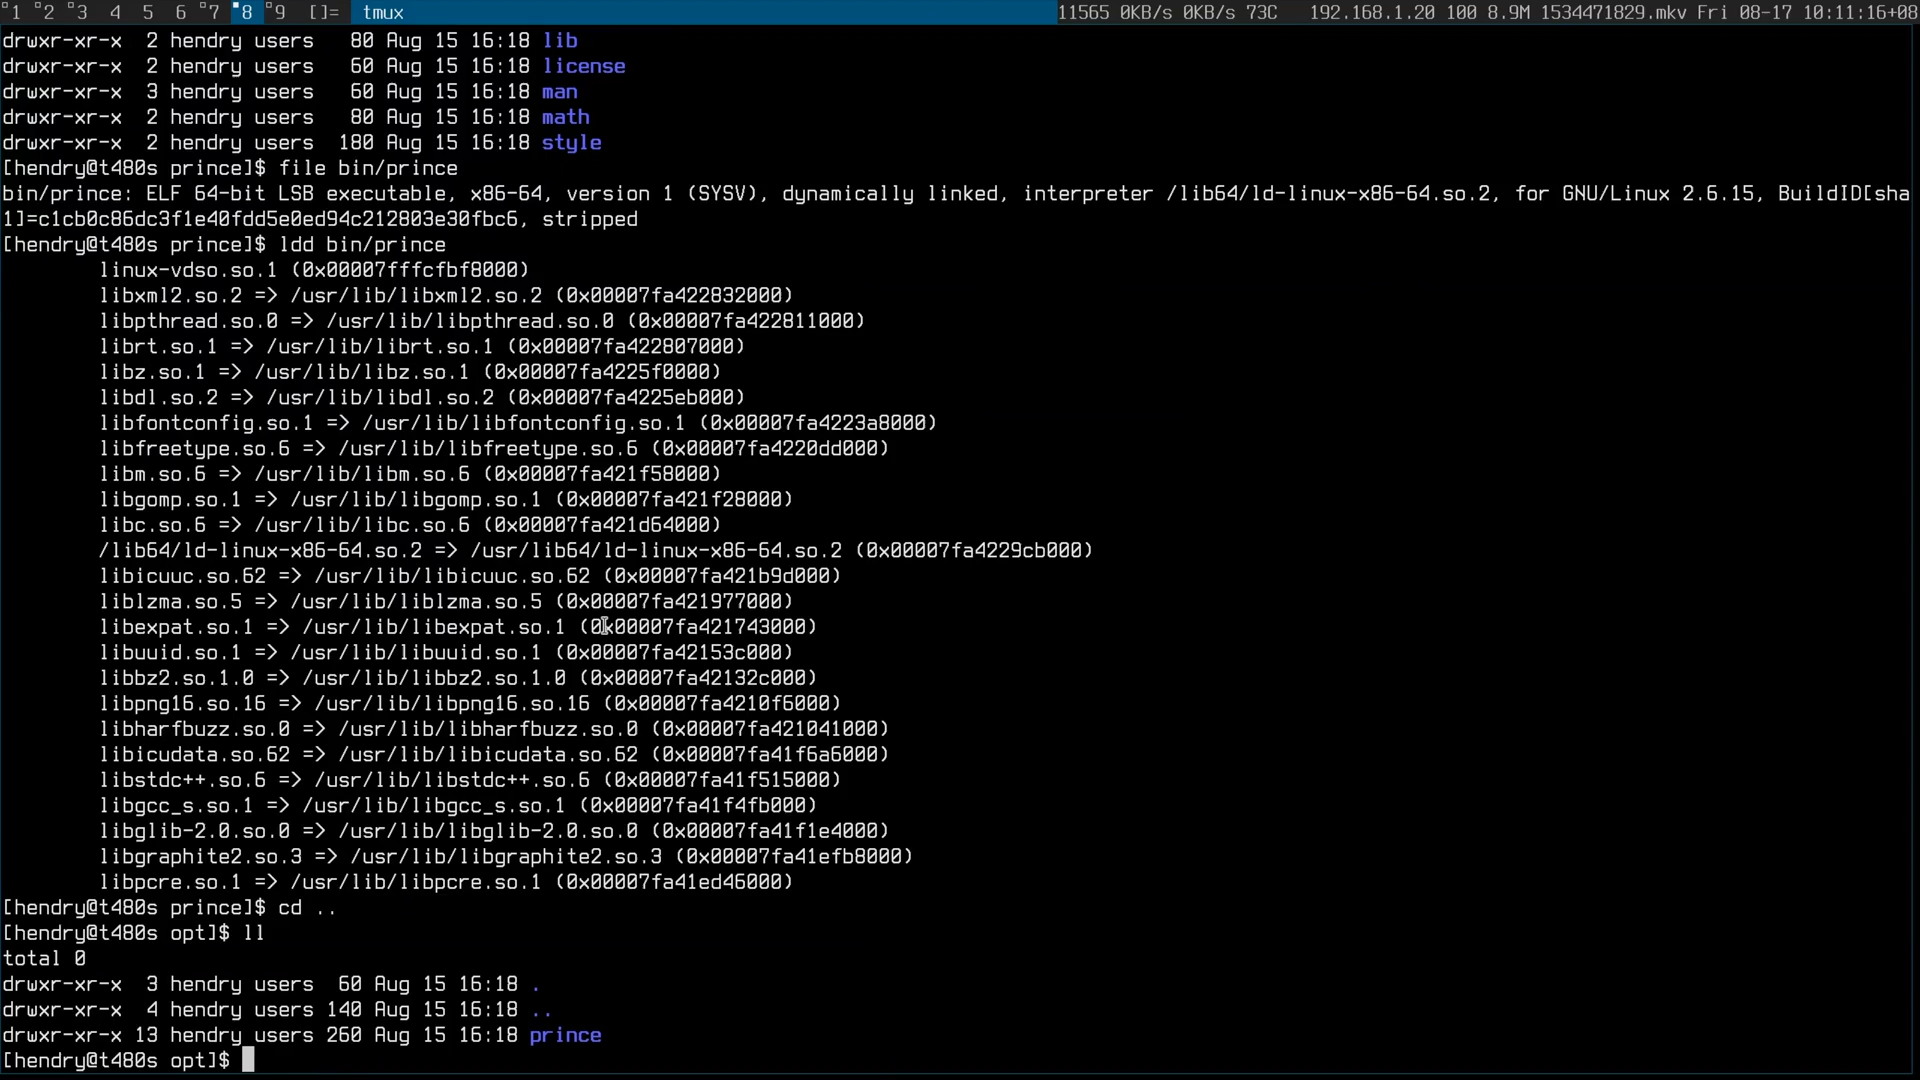 1 2 3 4 5 6 7 8 9 []= tmux 11565 0KB/s 0KB/s 73C 192.168.1.20 100 8.9M 1534471829.mkv Fri 08-17 10:11:16+08
drwxr-xr-x  2 hendry users   80 Aug 15 16:18 lib
drwxr-xr-x  2 hendry users   60 Aug 15 16:18 license
drwxr-xr-x  3 hendry users   60 Aug 15 16:18 man
drwxr-xr-x  2 hendry users   80 Aug 15 16:18 math
drwxr-xr-x  2 hendry users  180 Aug 15 16:18 style
[hendry@t480s prince]$ file bin/prince
bin/prince: ELF 64-bit LSB executable, x86-64, version 1 (SYSV), dynamically linked, interpreter /lib64/ld-linux-x86-64.so.2, for GNU/Linux 2.6.15, BuildID[sha
1]=c1cb0c86dc3f1e40fdd5e0ed94c212803e30fbc6, stripped
[hendry@t480s prince]$ ldd bin/prince
linux-vdso.so.1 (0x00007fffcfbf8000)
libxml2.so.2 => /usr/lib/libxml2.so.2 (0x00007fa422832000)
libpthread.so.0 => /usr/lib/libpthread.so.0 (0x00007fa422811000)
librt.so.1 => /usr/lib/librt.so.1 (0x00007fa422807000)
libz.so.1 => /usr/lib/libz.so.1 (0x00007fa4225f0000)
libdl.so.2 => /usr/lib/libdl.so.2 (0x00007fa4225eb000)
libfontconfig.so.1 => /usr/lib/libfontconfig.so.1 (0x00007fa4223a8000)
libfreetype.so.6 => /usr/lib/libfreetype.so.6 (0x00007fa4220dd000)
libm.so.6 => /usr/lib/libm.so.6 (0x00007fa421f58000)
libgomp.so.1 => /usr/lib/libgomp.so.1 (0x00007fa421f28000)
libc.so.6 => /usr/lib/libc.so.6 (0x00007fa421d64000)
/lib64/ld-linux-x86-64.so.2 => /usr/lib64/ld-linux-x86-64.so.2 (0x00007fa4229cb000)
libicuuc.so.62 => /usr/lib/libicuuc.so.62 (0x00007fa421b9d000)
liblzma.so.5 => /usr/lib/liblzma.so.5 (0x00007fa421977000)
libexpat.so.1 => /usr/lib/libexpat.so.1 (0x00007fa421743000)
libuuid.so.1 => /usr/lib/libuuid.so.1 (0x00007fa42153c000)
libbz2.so.1.0 => /usr/lib/libbz2.so.1.0 (0x00007fa42132c000)
libpng16.so.16 => /usr/lib/libpng16.so.16 (0x00007fa4210f6000)
libharfbuzz.so.0 => /usr/lib/libharfbuzz.so.0 (0x00007fa421041000)
libicudata.so.62 => /usr/lib/libicudata.so.62 (0x00007fa41f6a6000)
libstdc++.so.6 => /usr/lib/libstdc++.so.6 (0x00007fa41f515000)
libgcc_s.so.1 => /usr/lib/libgcc_s.so.1 (0x00007fa41f4fb000)
libglib-2.0.so.0 => /usr/lib/libglib-2.0.so.0 (0x00007fa41f1e4000)
libgraphite2.so.3 => /usr/lib/libgraphite2.so.3 (0x00007fa41efb8000)
libpcre.so.1 => /usr/lib/libpcre.so.1 (0x00007fa41ed46000)
[hendry@t480s prince]$ cd ..
[hendry@t480s opt]$ ll
total 0
drwxr-xr-x  3 hendry users  60 Aug 15 16:18 .
drwxr-xr-x  4 hendry users 140 Aug 15 16:18 ..
drwxr-xr-x 13 hendry users 260 Aug 15 16:18 prince
[hendry@t480s opt]$